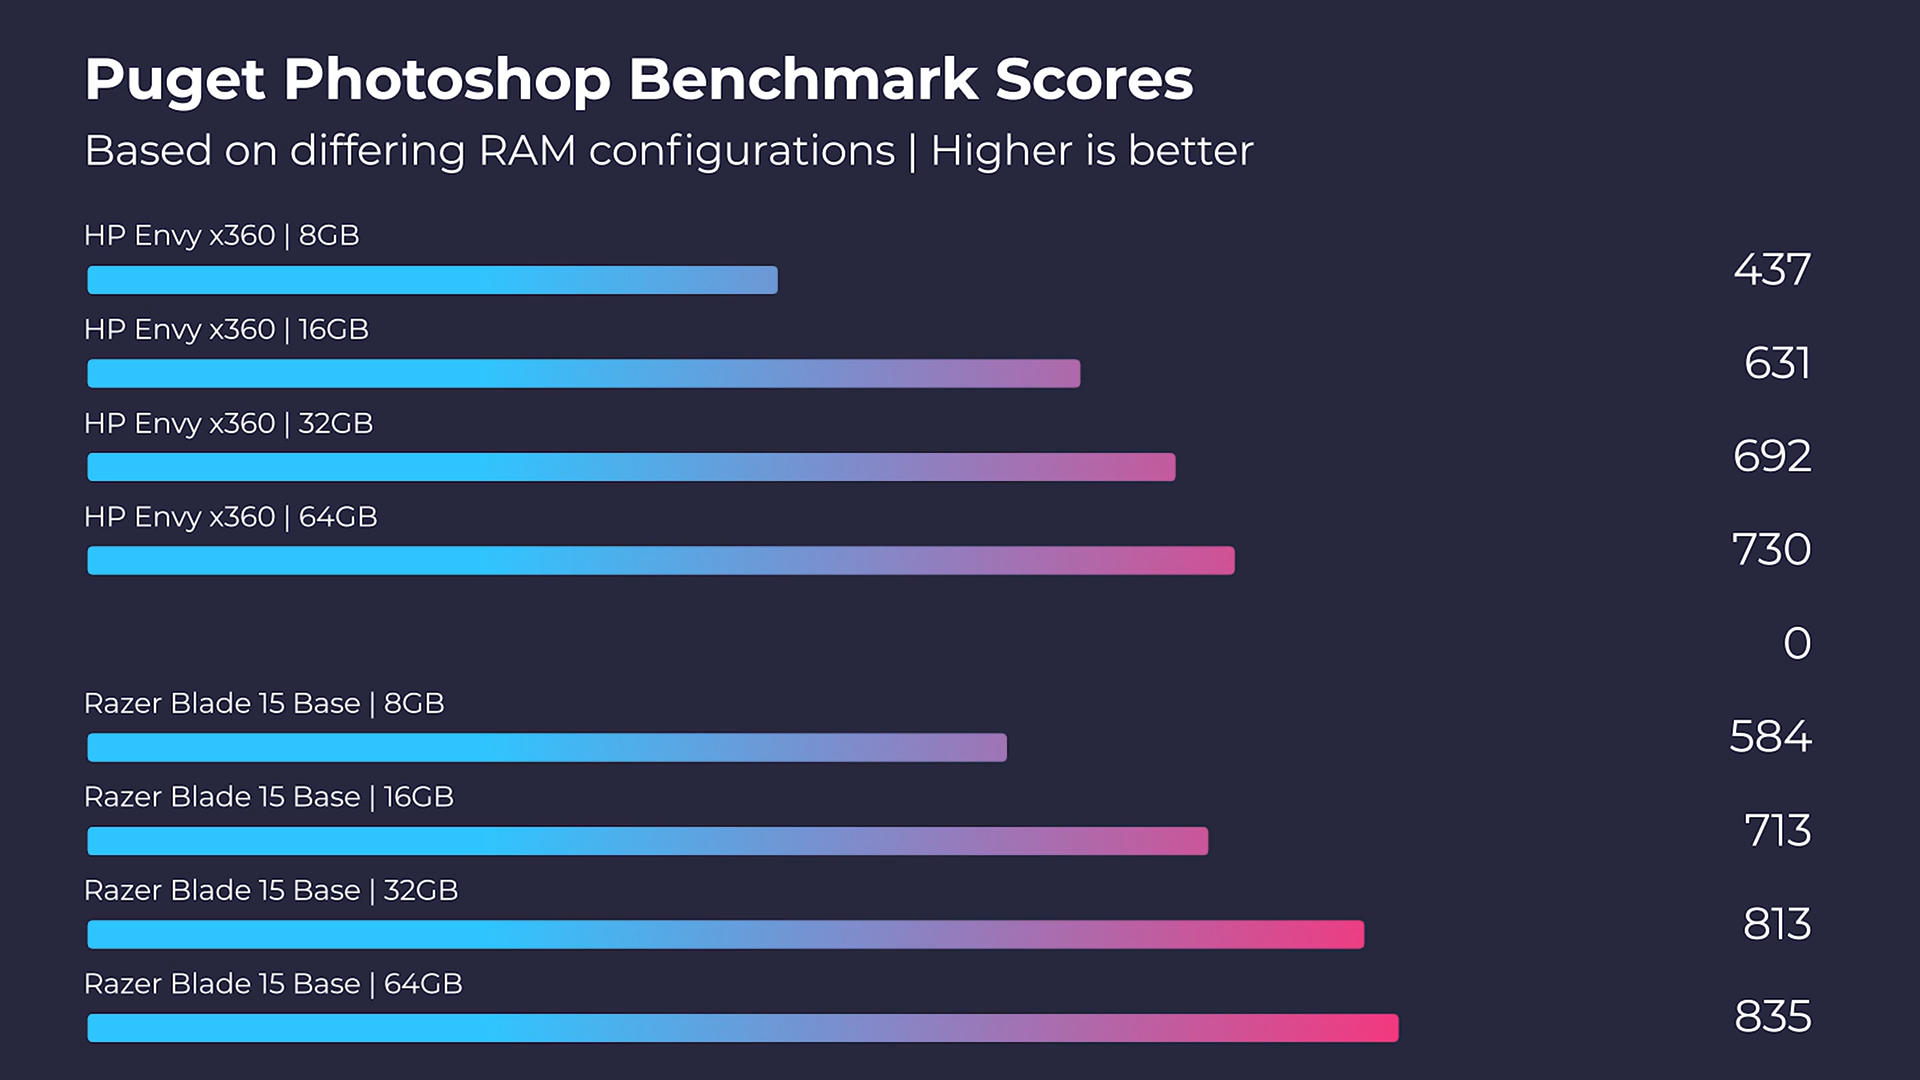 Puget Photoshop Benchmark Scores
Based on differing RAM configurations | Higher is better
HP Envy x360 | 8GB
437
HP Envy x360 | 16GB
631
HP Envy x360 | 32GB
692
HP Envy x360 | 64GB
730
0
Razer Blade 15 Base | 8GB
584
Razer Blade 15 Base | 16GB
713
Razer Blade 15 Base | 32GB
813
Razer Blade 15 Base | 64GB
835